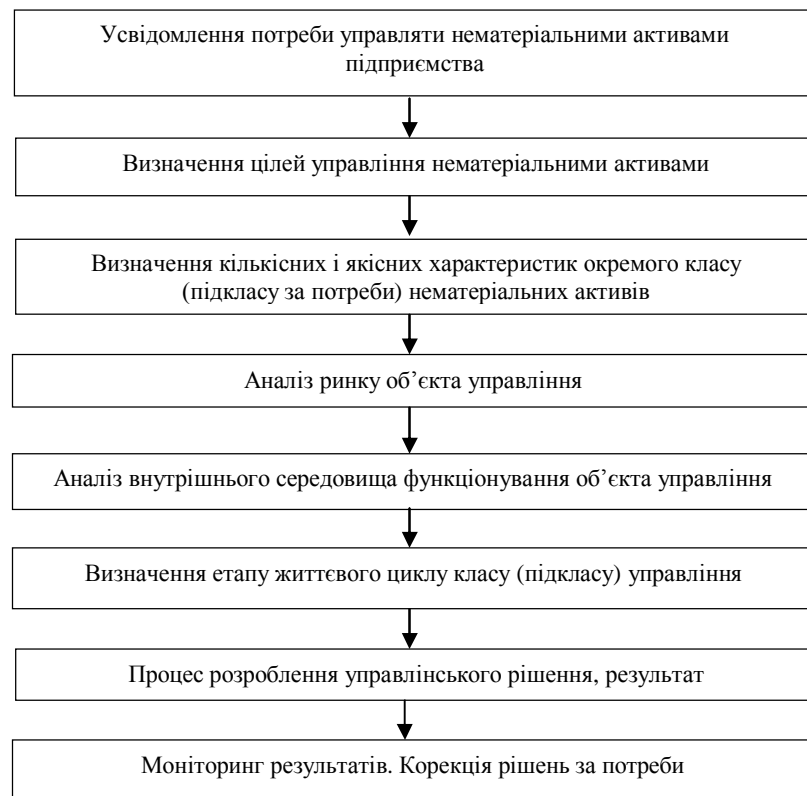 Усвідомлення потреби управляти нематеріальними активами
підприємства
Визначення цілей управління нематеріальними активами
Визначення кількісних і якісних характеристик окремого класу
(підкласу за потреби) нематеріальних активів
Аналіз ринку об’єкта управління
Аналіз внутрішнього середовища функціонування об’єкта управління
Визначення етапу життєвого циклу класу (підкласу) управління
Процес розроблення управлінського рішення, результат
Моніторинг результатів. Корекція рішень за потреби